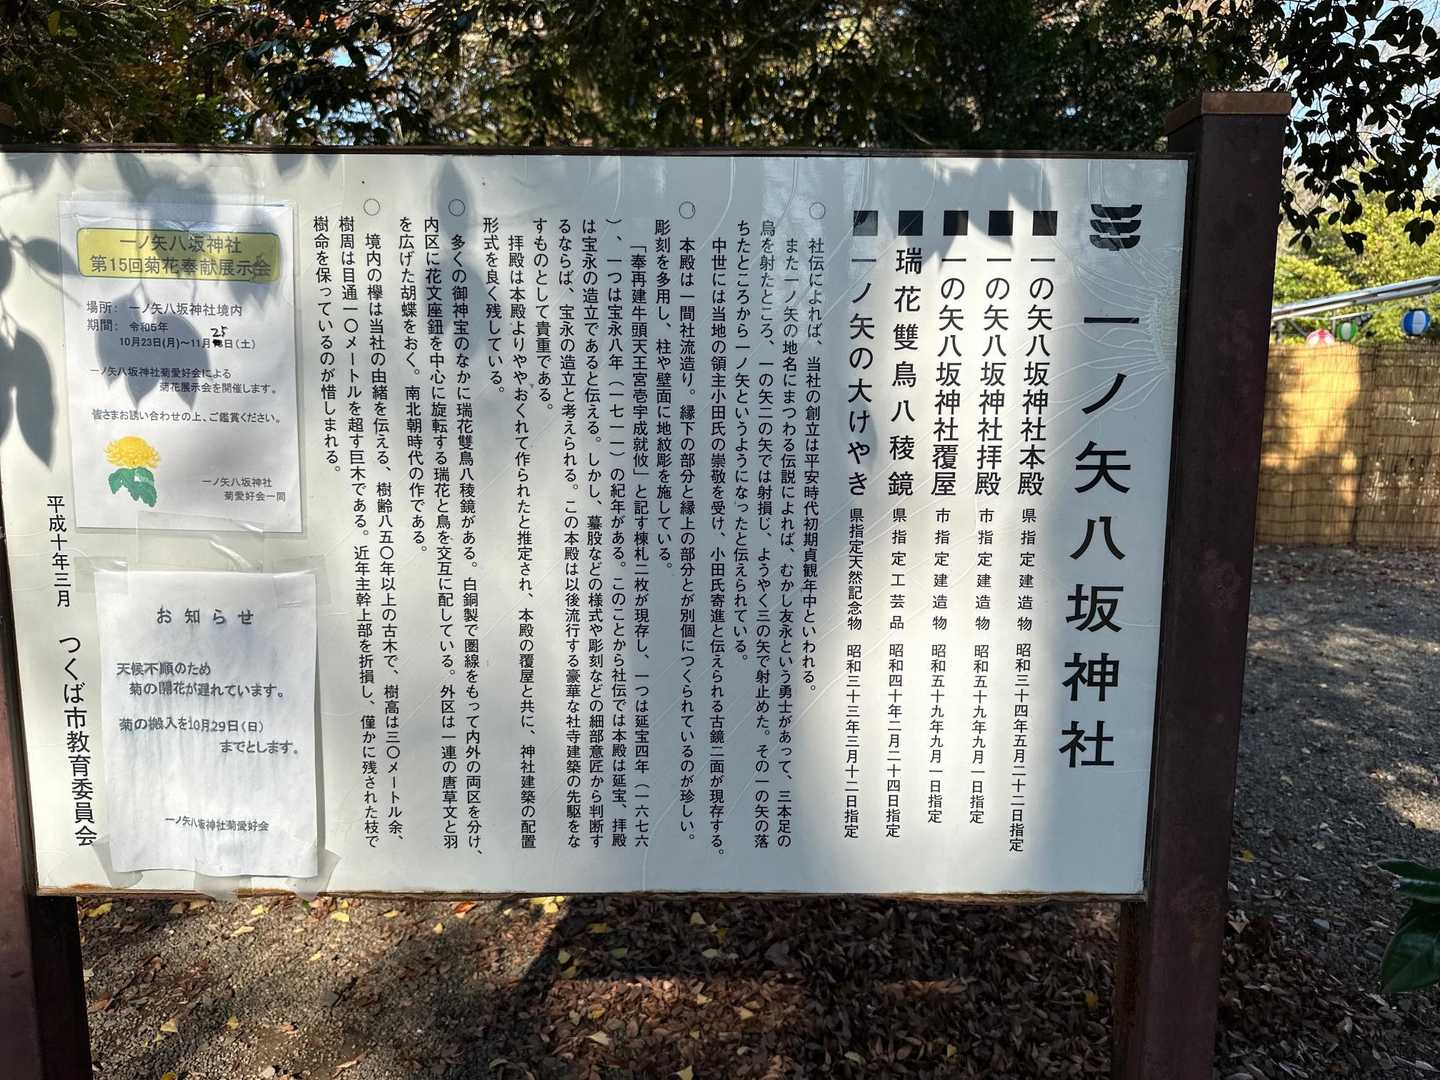 一ノ矢八坂神社
一の矢八坂神社本殿 県指定建造物 昭和三十四年五月二十二日指定
一の矢八坂神社拝殿 市指定建造物 昭和五十九年九月一日指定
一の矢八坂神社覆屋 市指定建造物 昭和五十九年九月一日指定
瑞花雙鳥八稜鏡 県指定工芸品 昭和四十年二月二十四日指定
一ノ矢の大けやき 県指定天然記念物 昭和三十三年三月十二日指定
○ 社伝によれば、当社の創立は平安時代初期貞観年中といわれる。
また一ノ矢の地名にまつわる伝説によれば、むかし友永という勇士があって、三本足の
鳥を射たところ、一の矢二の矢では射損じ、ようやく三の矢で射止めた。その一の矢の落
ちたところから一ノ矢というようになったと伝えられている。
中世には当地の領主小田氏の崇敬を受け、小田氏寄進と伝えられる古鏡二面が現存する。
○ 本殿は一間社流造り。縁下の部分と縁上の部分とが別個につくられているのが珍しい。
彫刻を多用し、柱や壁面に地紋彫を施している。
「奉再建牛頭天王宮壱宇成就攸」と記す棟札二枚が現存し、一つは延宝四年（一六七六
）、一つは宝永八年（一七一一）の紀年がある。このことから社伝では本殿は延宝、拝殿
は宝永の造立であると伝える。しかし、蟇股などの様式や彫刻などの細部意匠から判断す
るならば、宝永の造立と考えられる。この本殿は以後流行する豪華な社寺建築の先駆をな
すものとして貴重である。
拝殿は本殿よりややおくれて作られたと推定され、本殿の覆屋と共に、神社建築の配置
形式を良く残している。
○ 多くの御神宝のなかに瑞花雙鳥八稜鏡がある。白銅製で圏線をもって内外の両区を分け、
内区に花文座鈕を中心に旋転する瑞花と鳥を交互に配している。外区は一連の唐草文と羽
を広げた胡蝶をおく。南北朝時代の作である。
○ 境内の欅は当社の由緒を伝える、樹齢八五〇年以上の古木で、樹高は三〇メートル余、
樹周は目通一〇メートルを超す巨木である。近年主幹上部を折損し、僅かに残された枝で
樹命を保っているのが惜しまれる。
平成十年三月 つくば市教育委員会
一ノ矢八坂神社
第15回菊花奉献展示会
場所： 一ノ矢八坂神社境内
期間： 令和5年
10月23日(月)～11月25日(土)
一ノ矢八坂神社菊愛好会による
菊花展示会を開催します。
皆さまお誘い合わせの上、ご鑑賞ください。
一ノ矢八坂神社
菊愛好会一同
お知らせ
天候不順のため
菊の開花が遅れています。
菊の搬入を10月29日(日)
までとします。
一ノ矢八坂神社菊愛好会